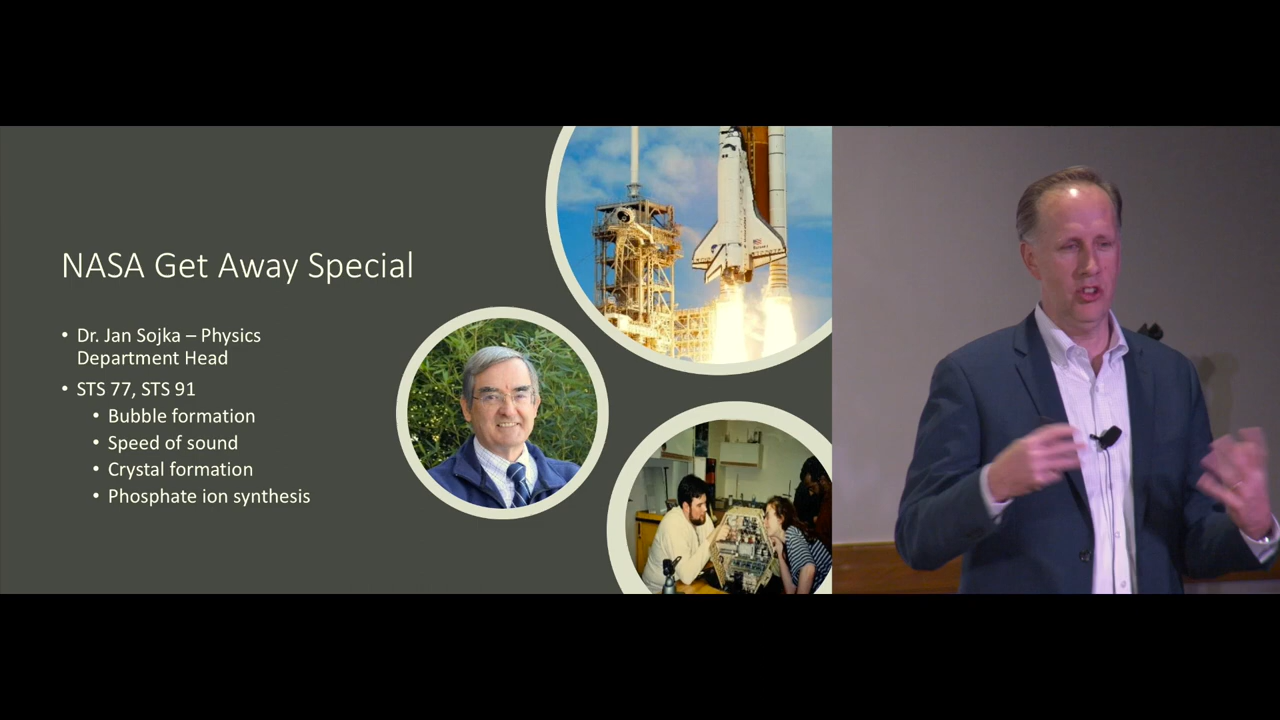 NASA Get Away Special
• Dr. Jan Sojka – Physics
Department Head
• STS 77, STS 91
• Bubble formation
• Speed of sound
• Crystal formation
• Phosphate ion synthesis